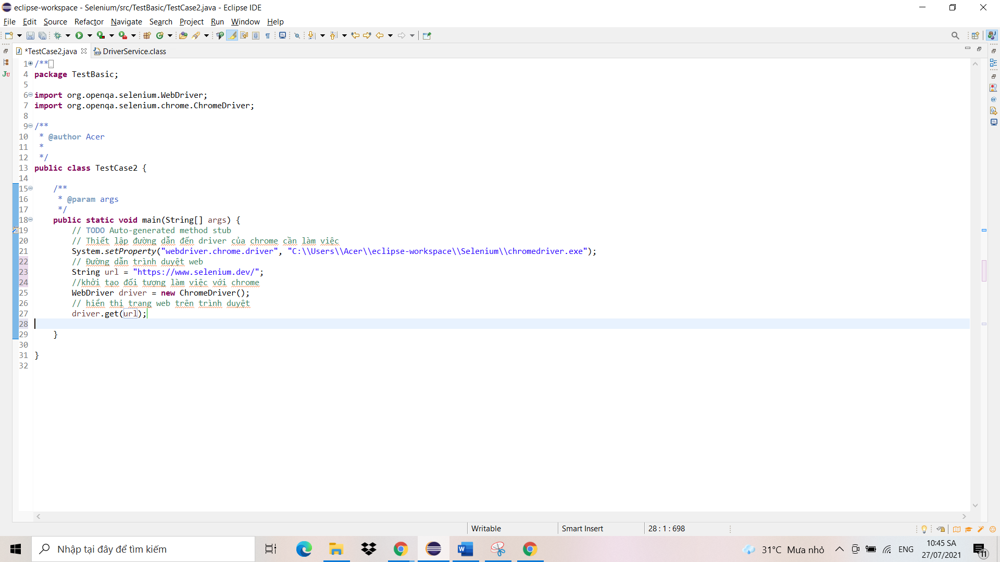 eclipse-workspace - Selenium/src/TestBasic/TestCase2.java - Eclipse IDE
File Edit Source Refactor Navigate Search Project Run Window Help
*TestCase2.java DriverService.class
1 /**
4 package TestBasic;
5
6 import org.openqa.selenium.WebDriver;
7 import org.openqa.selenium.chrome.ChromeDriver;
8
9 /**
10 * @author Acer
11 *
12 */
13 public class TestCase2 {
14
15 /**
16 * @param args
17 */
18 public static void main(String[] args) {
19 // TODO Auto-generated method stub
20 // Thiết lập đường dẫn đến driver của chrome cần làm việc
21 System.setProperty("webdriver.chrome.driver", "C:\\Users\\Acer\\eclipse-workspace\\Selenium\\chromedriver.exe");
22 // Đường dẫn trình duyệt web
23 String url = "https://www.selenium.dev/";
24 //khởi tạo đối tượng làm việc với chrome
25 WebDriver driver = new ChromeDriver();
26 // hiển thị trang web trên trình duyệt
27 driver.get(url);
28
29 }
30
31 }
32
Writable Smart Insert 28 : 1 : 698
Nhập tại đây để tìm kiếm
31°C Mưa nhỏ ENG 10:45 SA
27/07/2021
11